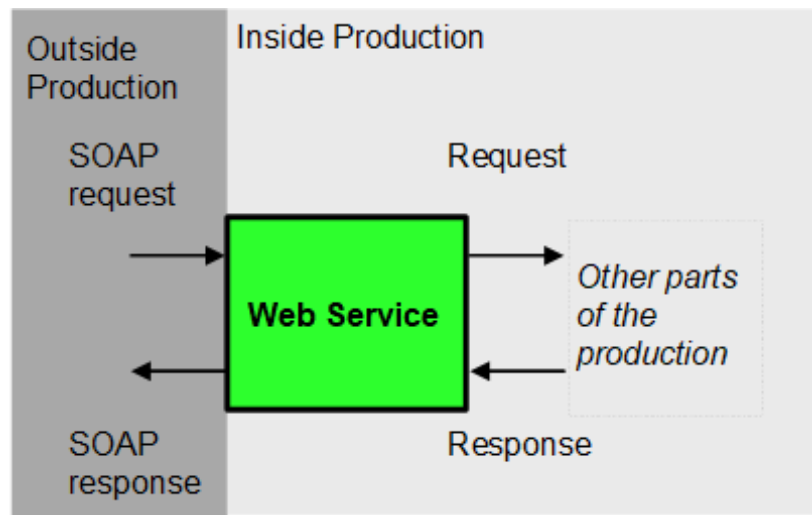 Outside
Production
Inside Production
SOAP
request
Request
Web Service
Other parts
of the
production
SOAP
response
Response